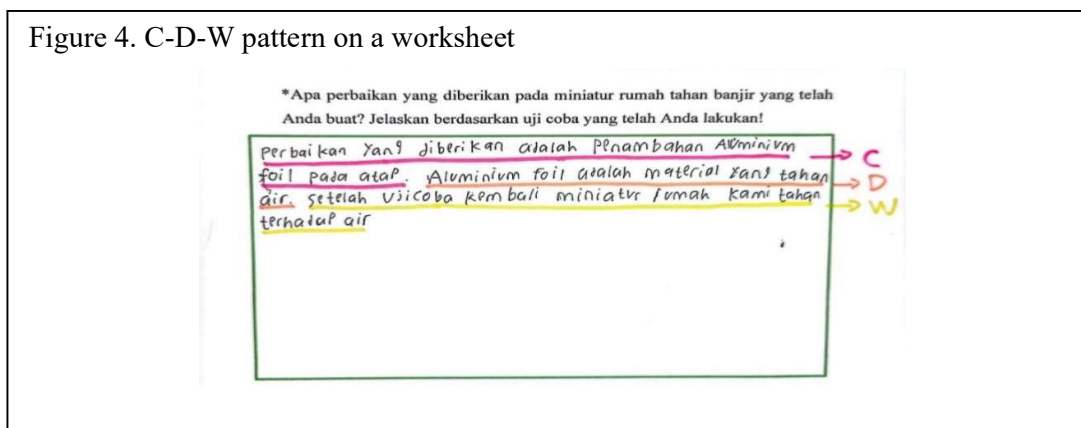 Figure 4. C-D-W pattern on a worksheet
*Apa perbaikan yang diberikan pada miniatur rumah tahan banjir yang telah
Anda buat? Jelaskan berdasarkan uji coba yang telah Anda lakukan!
Perbaikan yang diberikan adalah Penambahan Aluminium C
foil pada atap. Aluminium foil adalah material yang tahan D
air. setelah Ujicoba kembali miniatur rumah kami tahan W
terhadap air